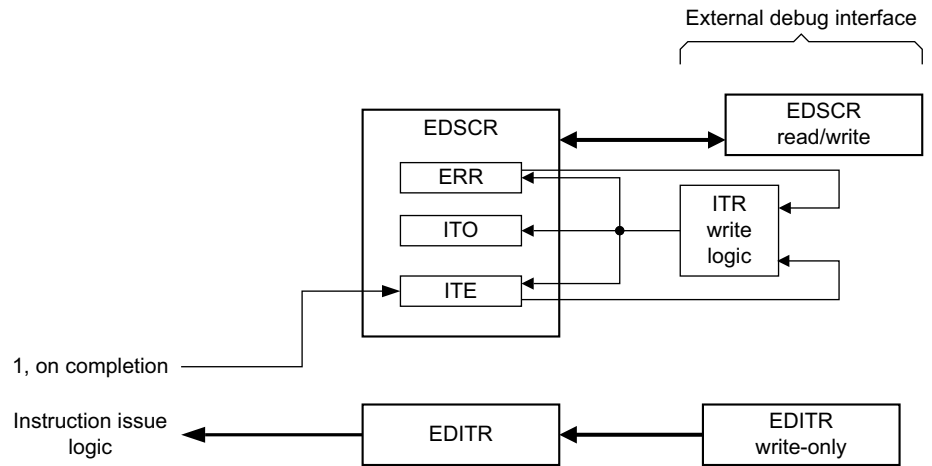 External debug interface
EDSCR
EDSCR
read/write
ERR
ITR
write
logic
ITO
ITE
1, on completion
Instruction issue
logic
EDITR
EDITR
write-only